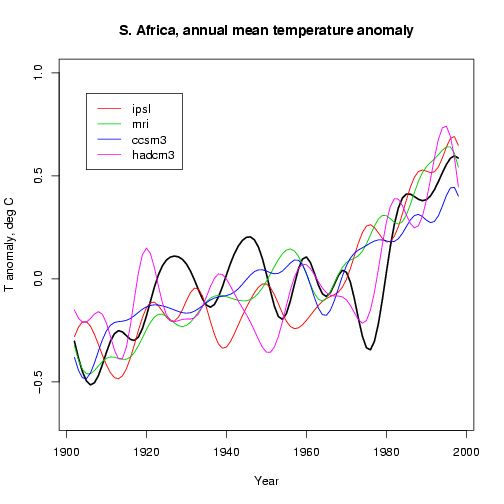 S. Africa, annual mean temperature anomaly
1.0
0.5
0.0
−0.5
T anomaly, deg C
ipsl
mri
ccsm3
hadcm3
1900 1920 1940 1960 1980 2000
Year